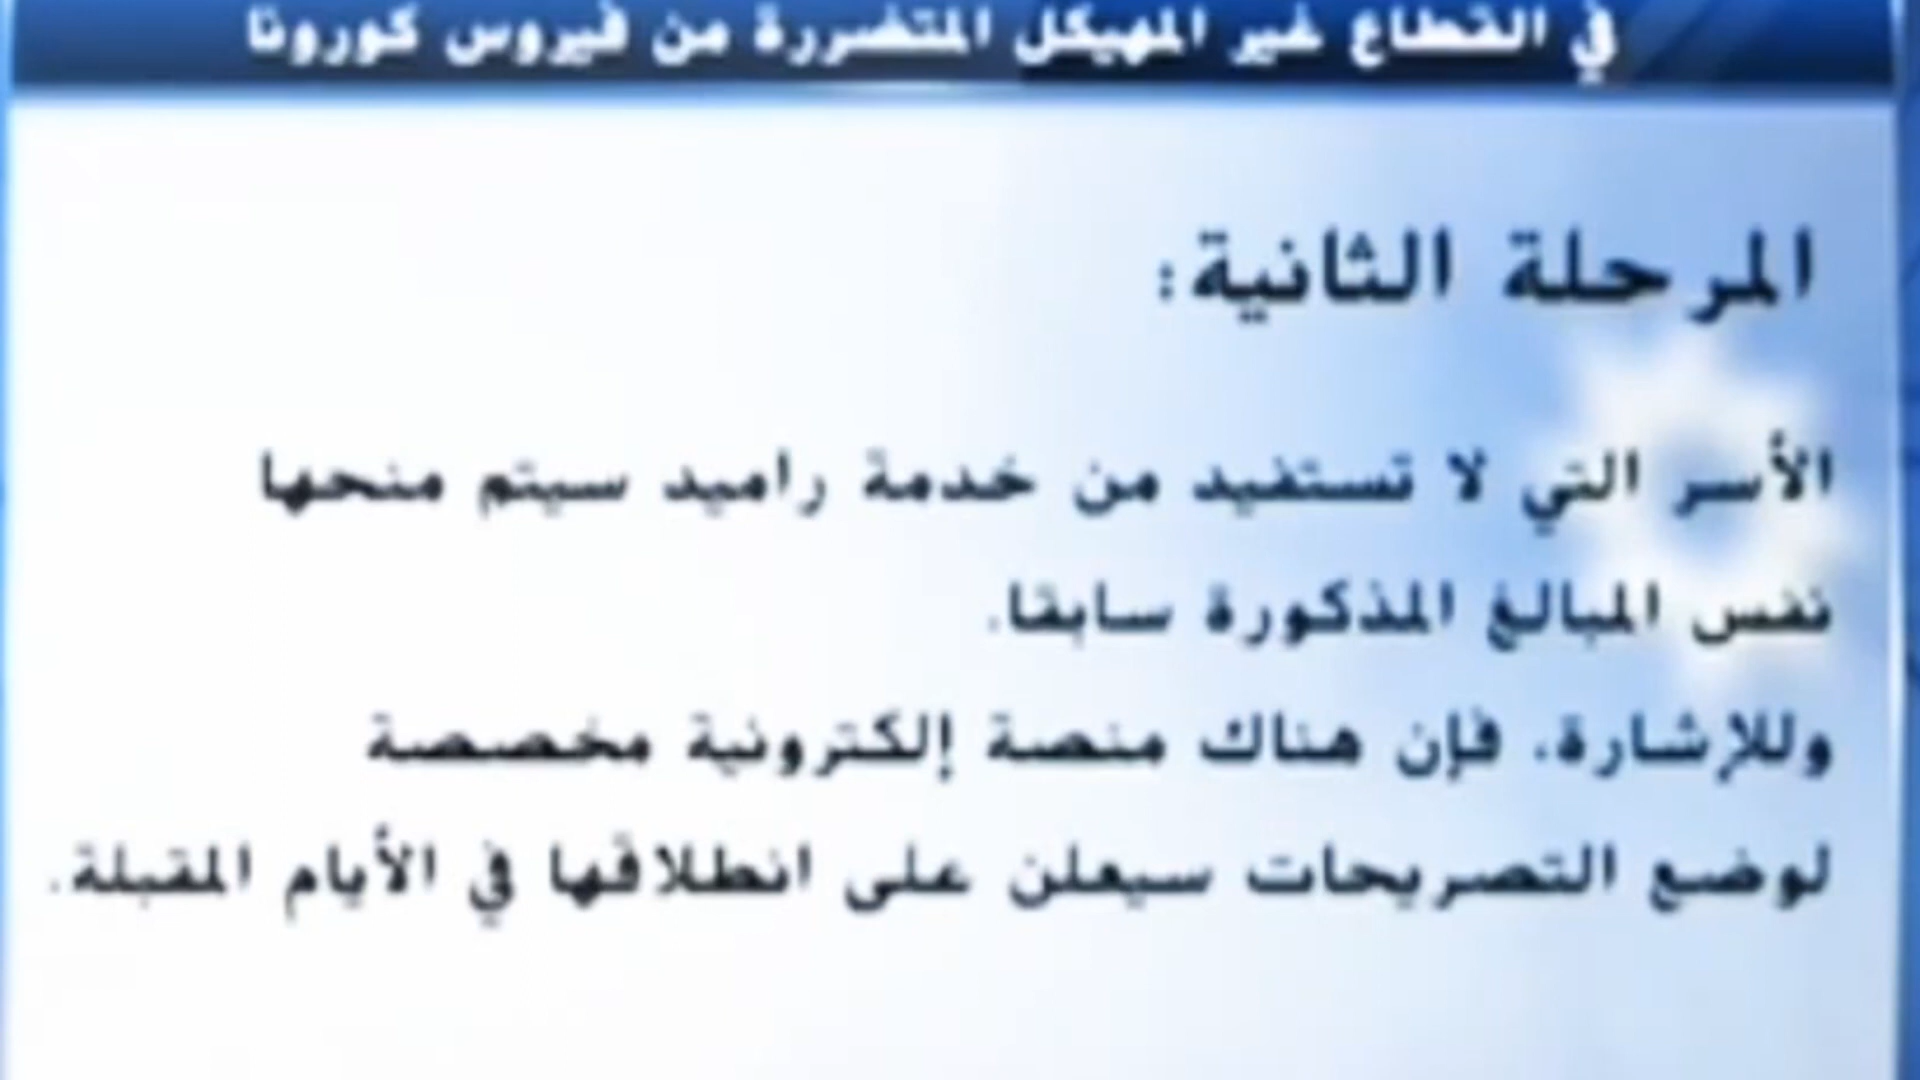 في القطاع غير المهيكل المتضررة من فيروس كورونا
المرحلة الثانية:
الأسر التي لا تستفيد من خدمة راميد سيتم منحها
نفس المبالغ المذكورة سابقا.
وللإشارة، فإن هناك منصة إلكترونية مخصصة
لوضع التصريحات سيعلن على انطلاقها في الأيام المقبلة.